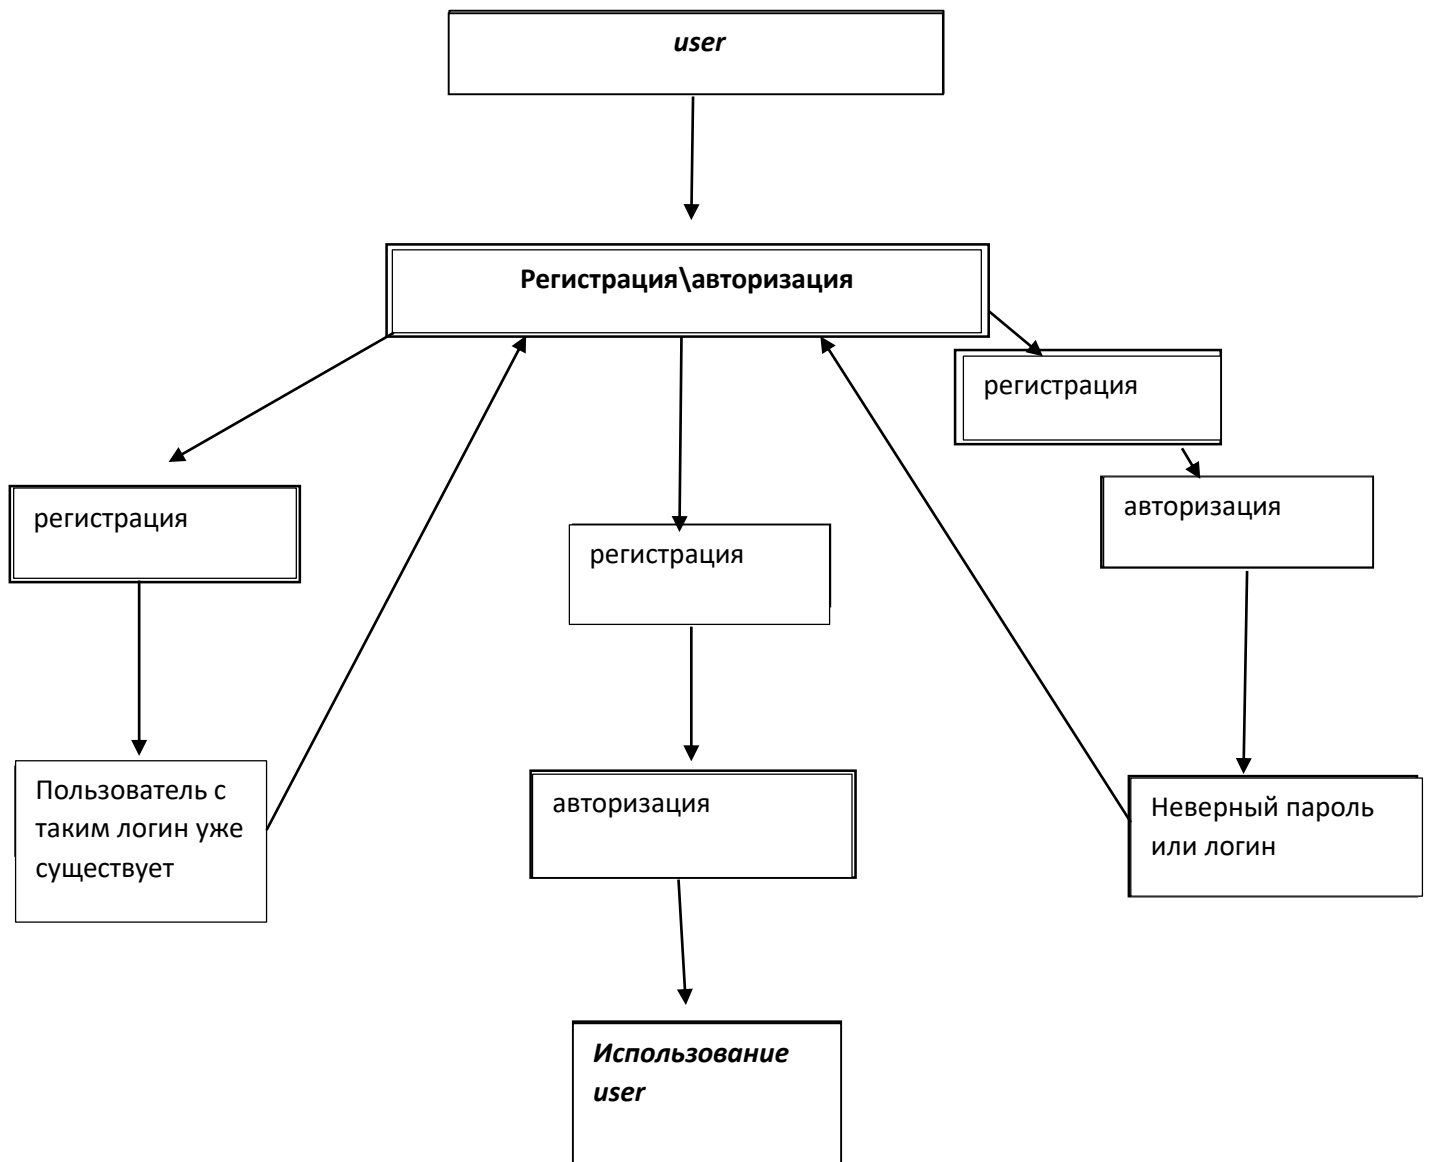 user
Регистрация\авторизация
регистрация
регистрация
авторизация
регистрация
Пользователь с
таким логин уже
существует
авторизация
Неверный пароль
или логин
Использование
user